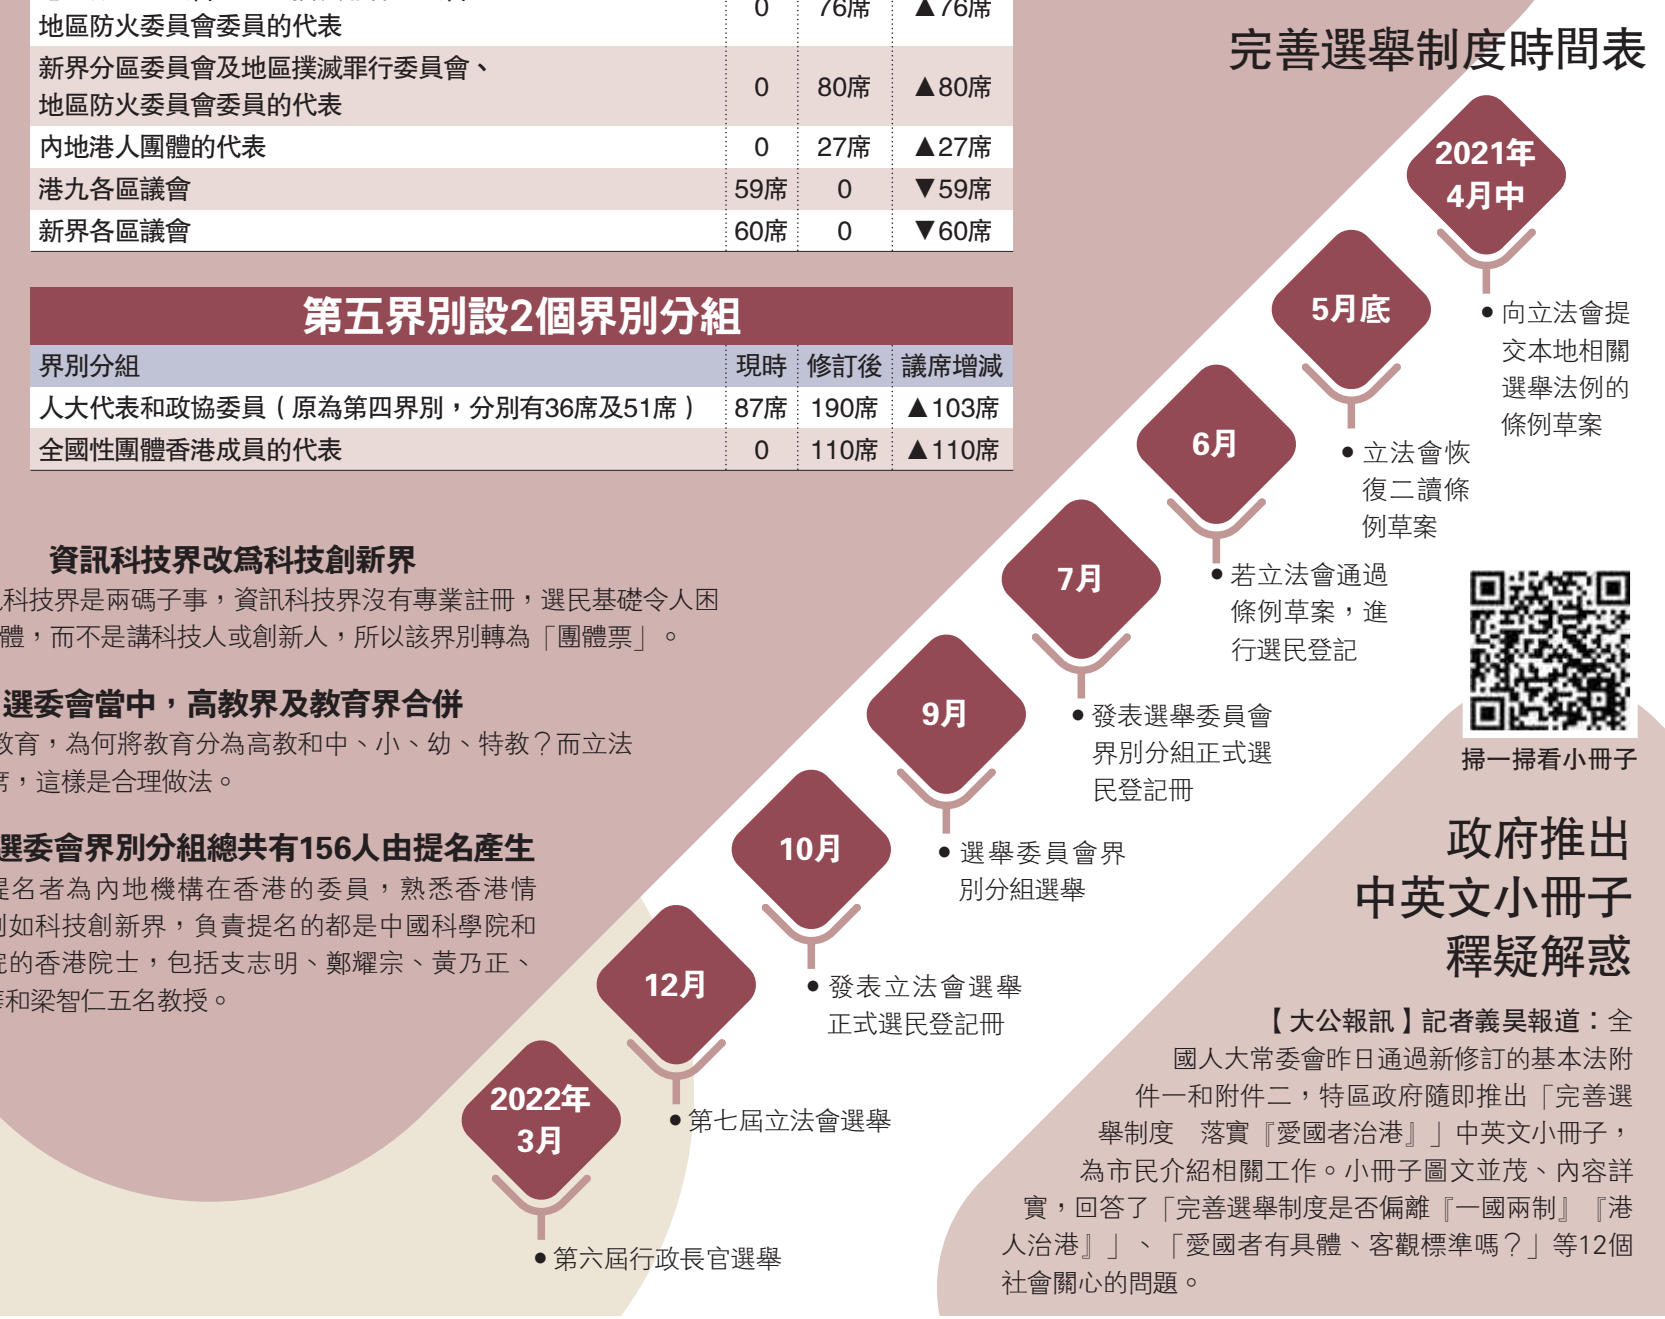 地區防火委員會委員的代表 0 76席 ▲76席
新界分區委員會及地區撲滅罪行委員會、
地區防火委員會委員的代表 0 80席 ▲80席
內地港人團體的代表 0 27席 ▲27席
港九各區議會 59席 0 ▼59席
新界各區議會 60席 0 ▼60席
第五界別設2個界別分組
界別分組 現時 修訂後 議席增減
人大代表和政協委員（原為第四界別，分別有36席及51席） 87席 190席 ▲103席
全國性團體香港成員的代表 0 110席 ▲110席
資訊科技界改爲科技創新界
科技界是兩碼子事，資訊科技界沒有專業註冊，選民基礎令人困
體，而不是講科技人或創新人，所以該界別轉為「團體票」。
選委會當中，高教界及教育界合併
教育，為何將教育分為高教和中、小、幼、特教？而立法
席，這樣是合理做法。
選委會界別分組總共有156人由提名產生
提名者為內地機構在香港的委員，熟悉香港情
如科技創新界，負責提名的都是中國科學院和
院的香港院士，包括支志明、鄭耀宗、黃乃正、
和梁智仁五名教授。
完善選舉制度時間表
2021年
4月中
•向立法會提
交本地相關
選舉法例的
條例草案
5月底
•立法會恢
復二讀條
例草案
6月
•若立法會通過
條例草案，進
行選民登記
7月
•發表選舉委員會
界別分組正式選
民登記冊
9月
•選舉委員會界
別分組選舉
10月
•發表立法會選舉
正式選民登記冊
12月
•第七屆立法會選舉
2022年
3月
•第六屆行政長官選舉
掃一掃看小冊子
政府推出
中英文小冊子
釋疑解惑
【大公報訊】記者義昊報道：全
國人大常委會昨日通過新修訂的基本法附
件一和附件二，特區政府隨即推出「完善選
舉制度　落實『愛國者治港』」中英文小冊子，
為市民介紹相關工作。小冊子圖文並茂、內容詳
實，回答了「完善選舉制度是否偏離『一國兩制』『港
人治港』」、「愛國者有具體、客觀標準嗎？」等12個
社會關心的問題。